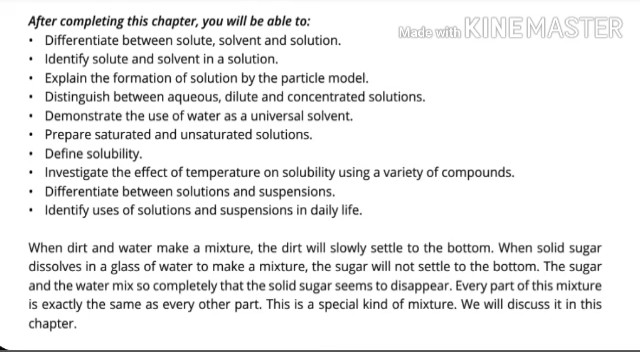 After completing this chapter, you will be able to:
Made with KINEMASTER
• Differentiate between solute, solvent and solution.
• Identify solute and solvent in a solution.
• Explain the formation of solution by the particle model.
• Distinguish between aqueous, dilute and concentrated solutions.
• Demonstrate the use of water as a universal solvent.
• Prepare saturated and unsaturated solutions.
• Define solubility.
• Investigate the effect of temperature on solubility using a variety of compounds.
• Differentiate between solutions and suspensions.
• Identify uses of solutions and suspensions in daily life.
When dirt and water make a mixture, the dirt will slowly settle to the bottom. When solid sugar
dissolves in a glass of water to make a mixture, the sugar will not settle to the bottom. The sugar
and the water mix so completely that the solid sugar seems to disappear. Every part of this mixture
is exactly the same as every other part. This is a special kind of mixture. We will discuss it in this
chapter.